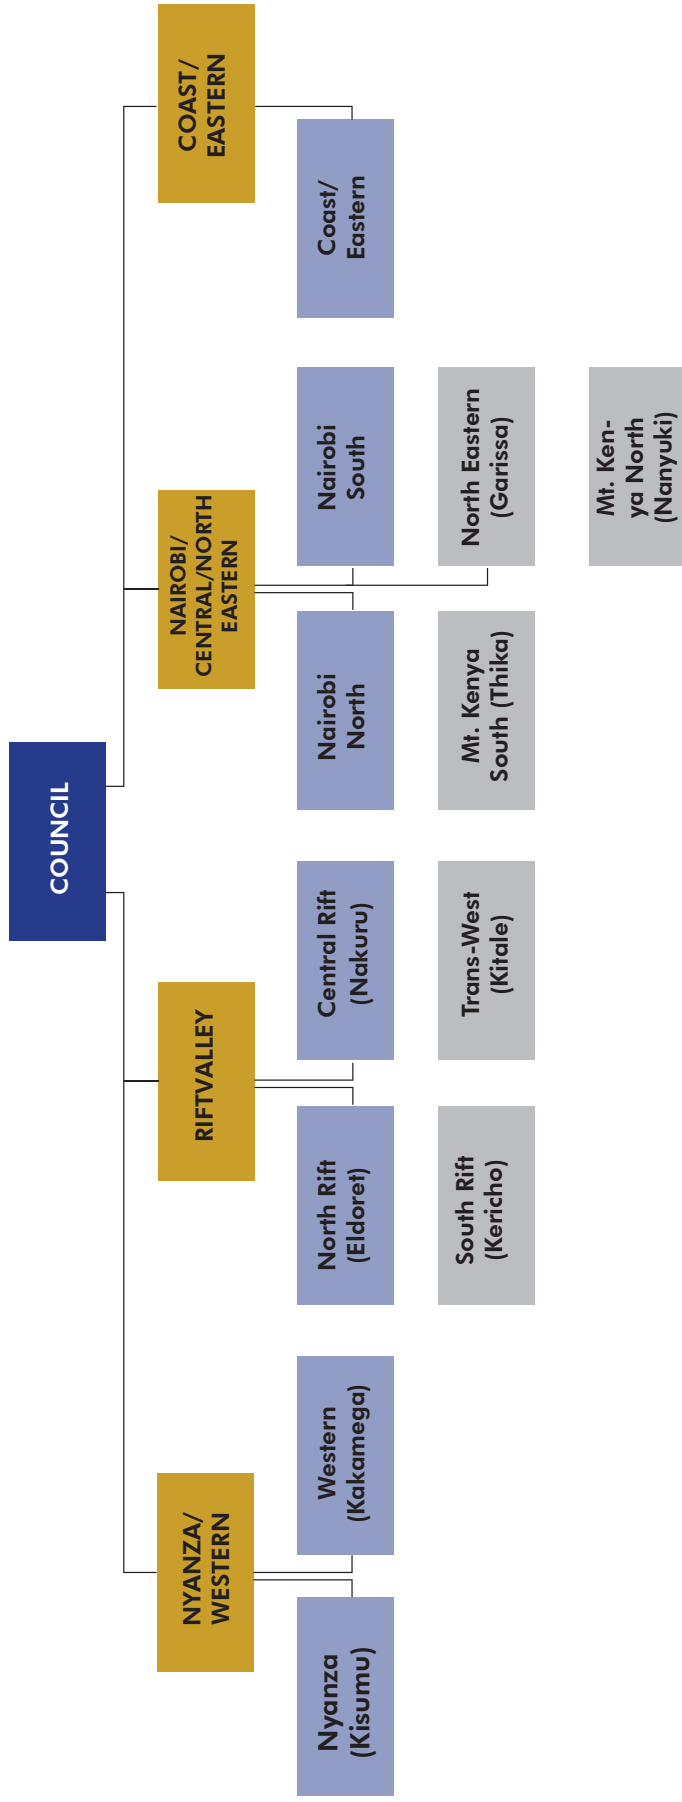 COUNCIL
NYANZA/
WESTERN
RIFTVALLEY
NAIROBI/
CENTRAL/NORTH
EASTERN
COAST/
EASTERN
Nyanza
(Kisumu)
Western
(Kakamega)
North Rift
(Eldoret)
Central Rift
(Nakuru)
Nairobi
North
Nairobi
South
Coast/
Eastern
South Rift
(Kericho)
Trans-West
(Kitale)
Mt. Kenya
South (Thika)
North Eastern
(Garissa)
Mt. Ken-
ya North
(Nanyuki)